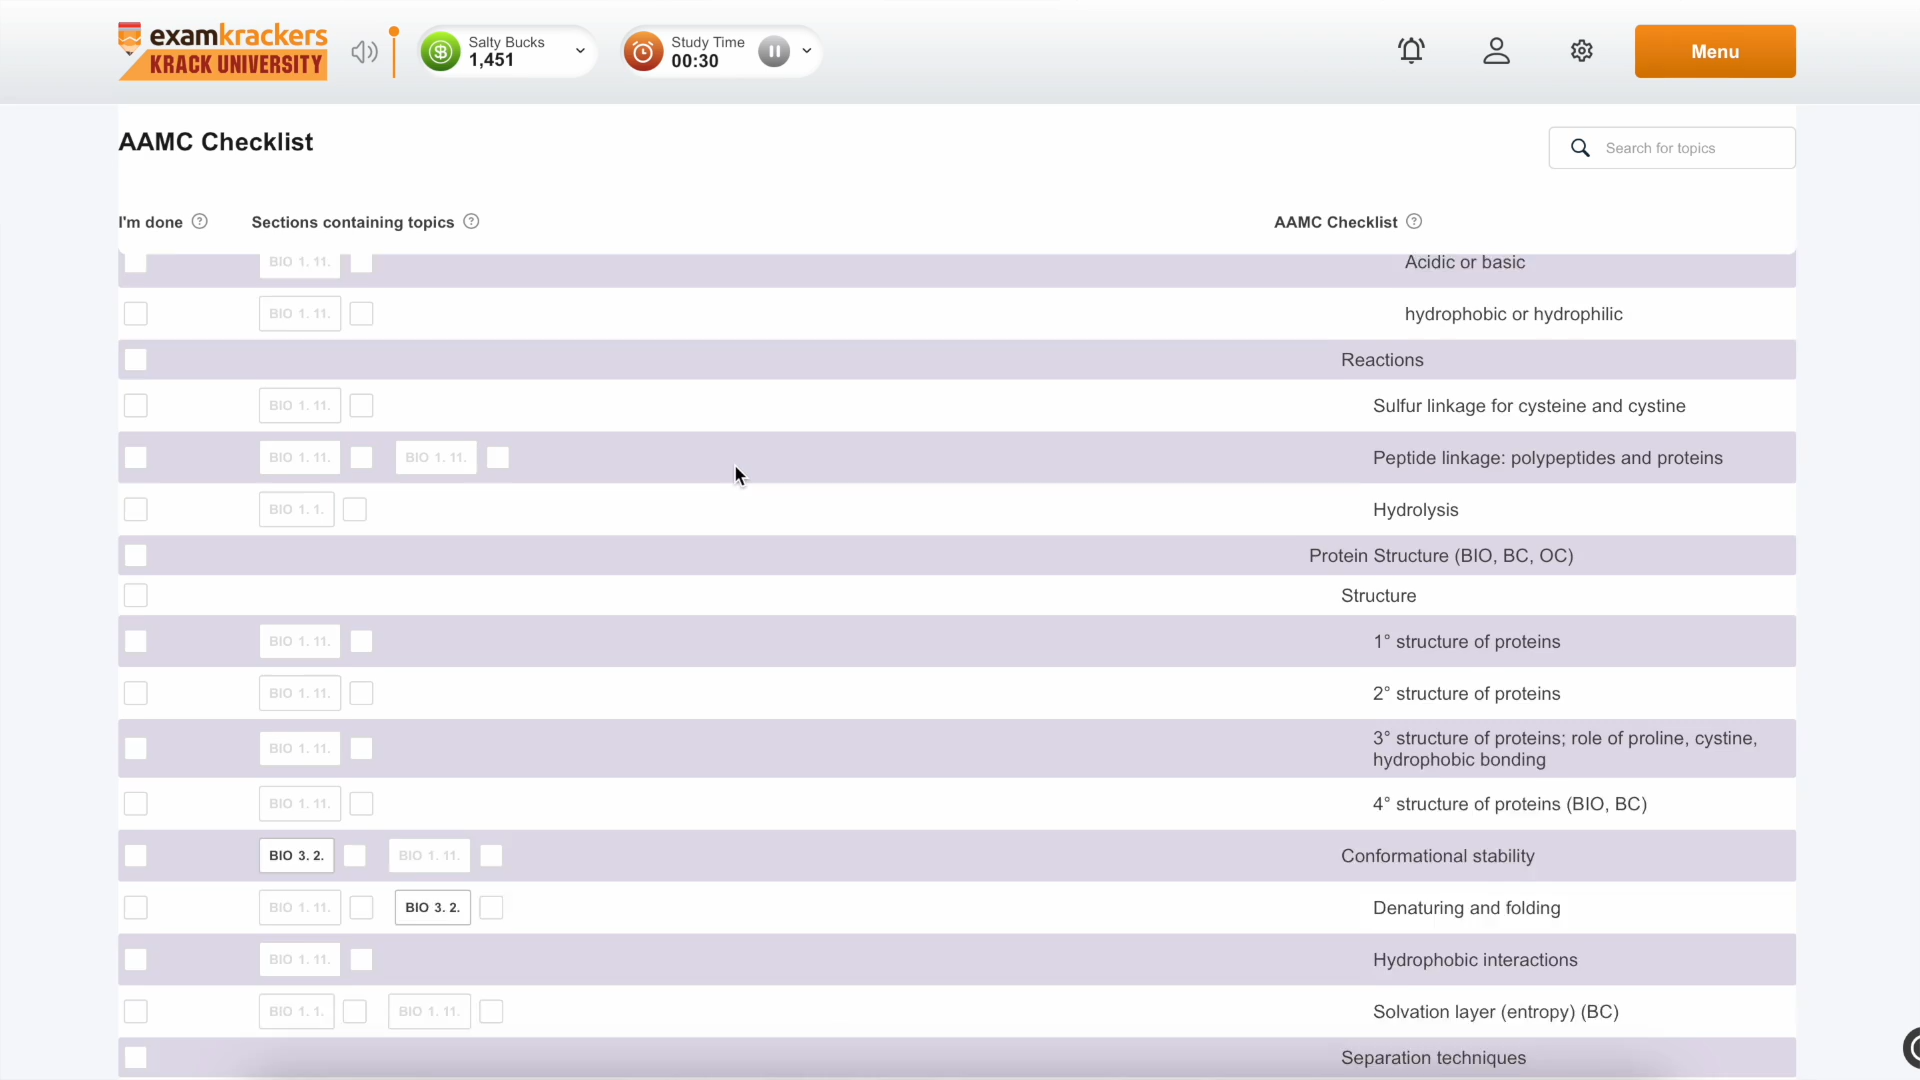 examkrackers
KRACK UNIVERSITY
Salty Bucks
1,451
Study Time
00:30
Menu
AAMC Checklist
Search for topics
I'm done ?
Sections containing topics ?
AAMC Checklist ?
BIO 1. 11.
Acidic or basic
BIO 1. 11.
hydrophobic or hydrophilic
Reactions
BIO 1. 11.
Sulfur linkage for cysteine and cystine
BIO 1. 11. BIO 1. 11.
Peptide linkage: polypeptides and proteins
BIO 1. 1.
Hydrolysis
Protein Structure (BIO, BC, OC)
Structure
BIO 1. 11.
1° structure of proteins
BIO 1. 11.
2° structure of proteins
BIO 1. 11.
3° structure of proteins; role of proline, cystine,
hydrophobic bonding
BIO 1. 11.
4° structure of proteins (BIO, BC)
BIO 3. 2. BIO 1. 11.
Conformational stability
BIO 1. 11. BIO 3. 2.
Denaturing and folding
BIO 1. 11.
Hydrophobic interactions
BIO 1. 1. BIO 1. 11.
Solvation layer (entropy) (BC)
Separation techniques